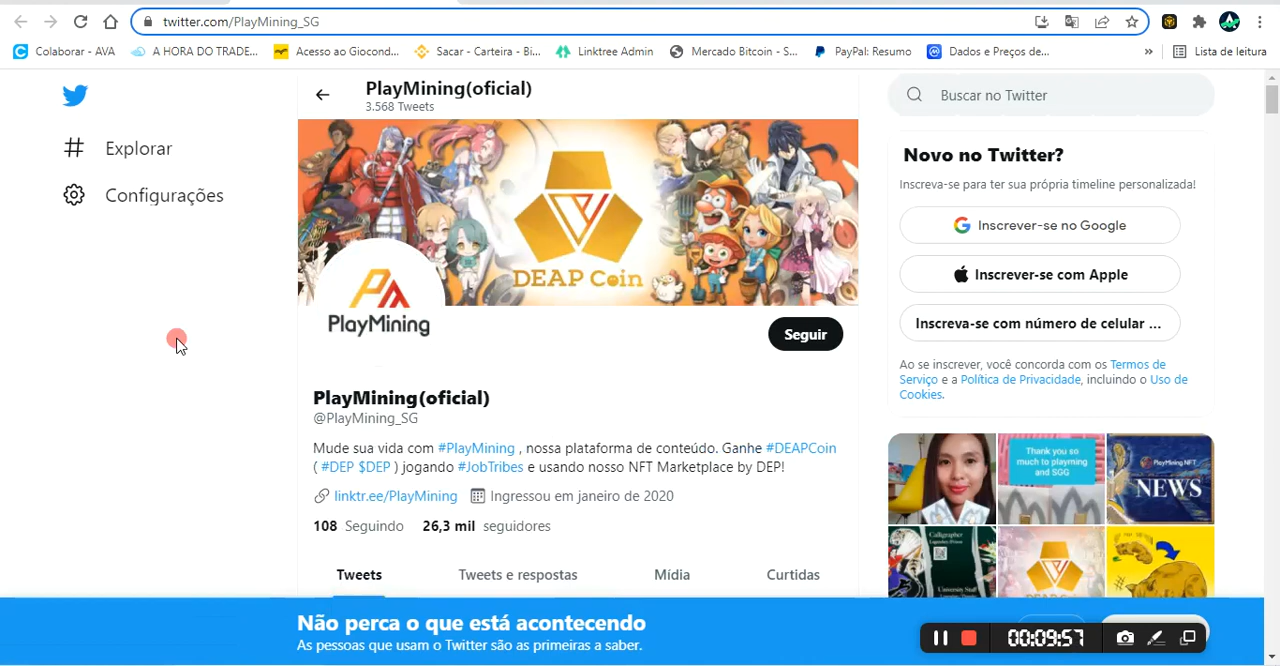 twitter.com/PlayMining_SG
Colaborar - AVA
A HORA DO TRADE...
Acesso ao Giocond...
Sacar - Carteira - Bi...
Linktree Admin
Mercado Bitcoin - S...
PayPal: Resumo
Dados e Preços de...
»
Lista de leitura
PlayMining(oficial)
3.568 Tweets
Explorar
Configurações
DEAP Coin
PlayMining
Seguir
PlayMining(oficial)
@PlayMining_SG
Mude sua vida com #PlayMining , nossa plataforma de conteúdo. Ganhe #DEAPCoin
( #DEP $DEP ) jogando #JobTribes e usando nosso NFT Marketplace by DEP!
linktr.ee/PlayMining Ingressou em janeiro de 2020
108 Seguindo 26,3 mil seguidores
Tweets
Tweets e respostas
Mídia
Curtidas
Buscar no Twitter
Novo no Twitter?
Inscreva-se para ter sua própria timeline personalizada!
Inscrever-se no Google
Inscrever-se com Apple
Inscreva-se com número de celular ...
Ao se inscrever, você concorda com os Termos de
Serviço e a Política de Privacidade, incluindo o Uso de
Cookies.
Thank you so
much to playming
and SGG
PlayMining NFT
NEWS
Calligrapher
Não perca o que está acontecendo
As pessoas que usam o Twitter são as primeiras a saber.
00:09:57